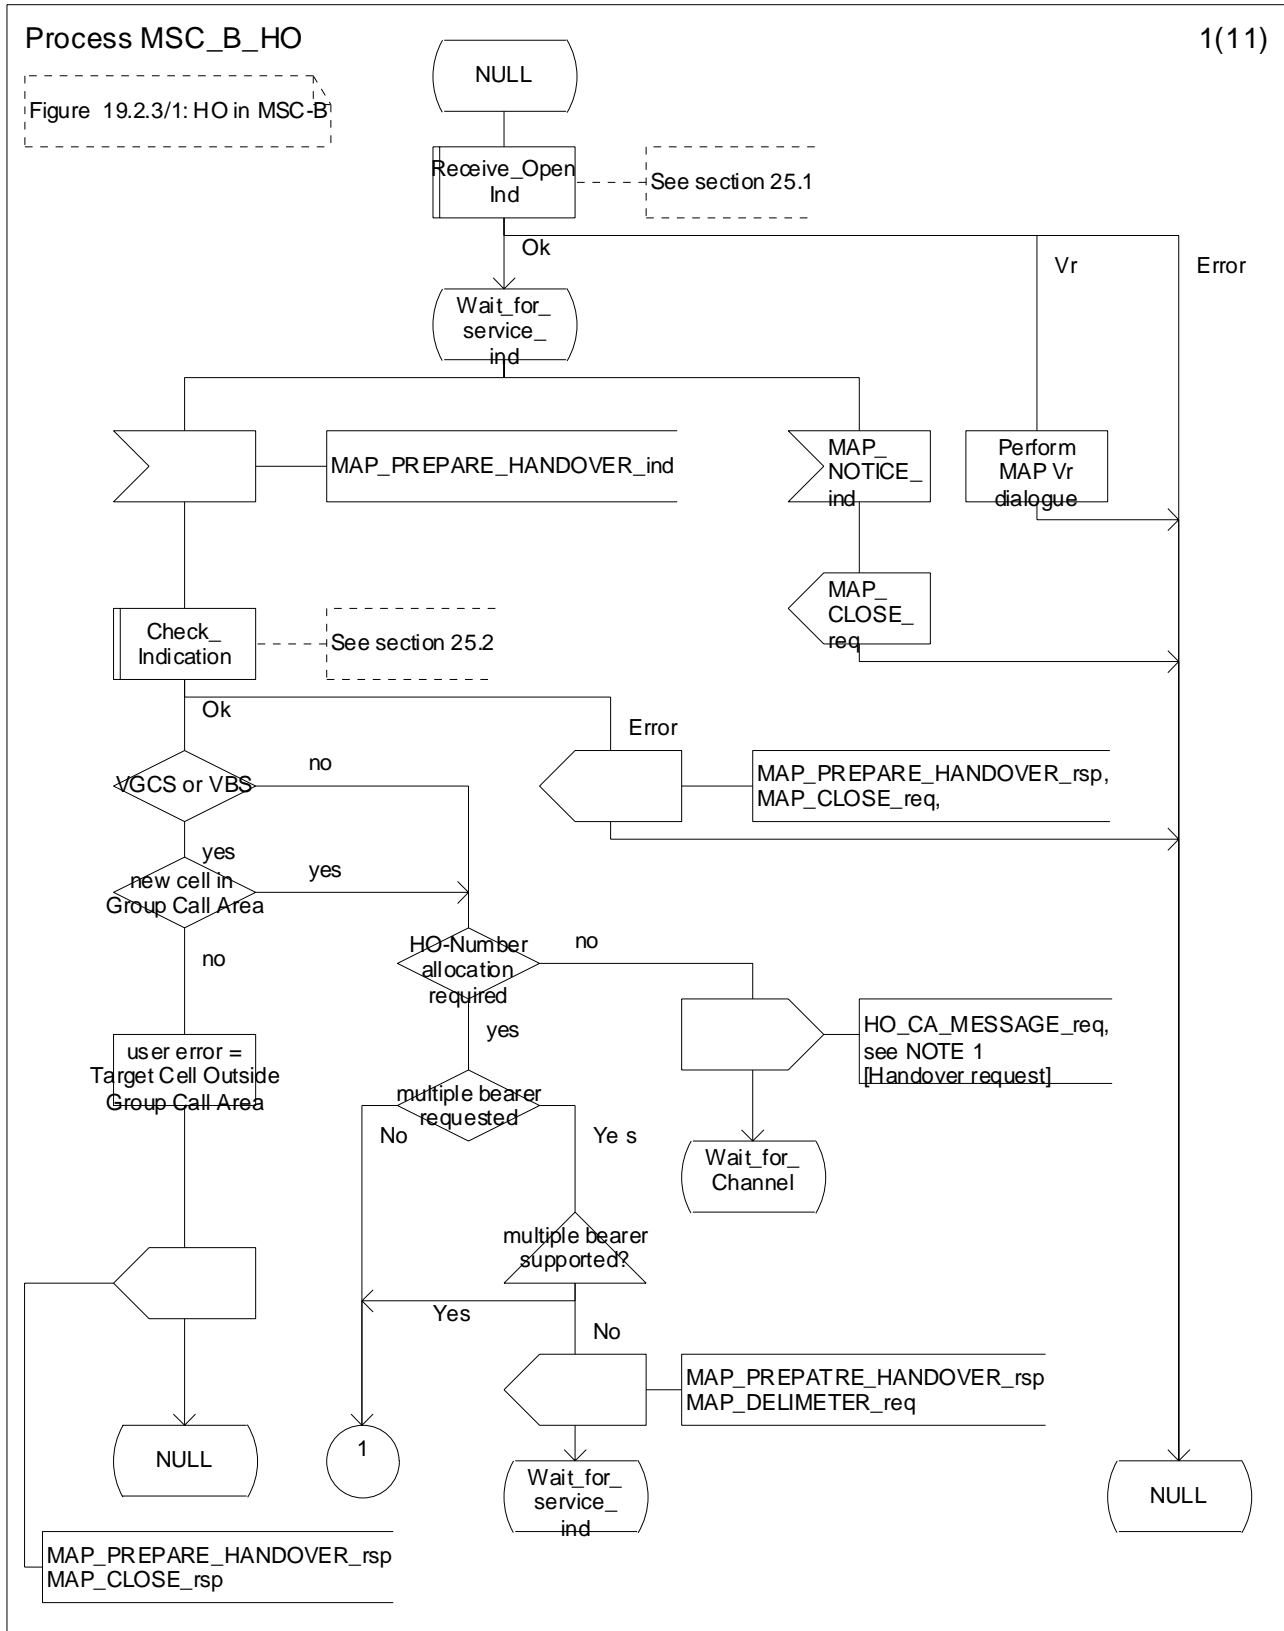 Process MSC_B_HO
1(11)
Figure 19.2.3/1: HO in MSC-B
NULL
Receive_Open
Ind
See section 25.1
Ok
Vr
Error
Wait_for_
service_
ind
MAP_PREPARE_HANDOVER_ind
MAP_
NOTICE_
ind
Perform
MAP Vr
dialogue
MAP_
CLOSE_
req
Check_
Indication
See section 25.2
Ok
Error
VGCS or VBS
no
MAP_PREPARE_HANDOVER_rsp,
MAP_CLOSE_req,
yes
new cell in
Group Call Area
yes
no
HO-Number
allocation
required
no
yes
HO_CA_MESSAGE_req,
see NOTE 1
[Handover request]
user error =
Target Cell Outside
Group Call Area
multiple bearer
requested
No
Ye s
Wait_for_
Channel
multiple bearer
supported?
Yes
No
MAP_PREPATRE_HANDOVER_rsp
MAP_DELIMETER_req
NULL
1
Wait_for_
service_
ind
NULL
MAP_PREPARE_HANDOVER_rsp
MAP_CLOSE_rsp